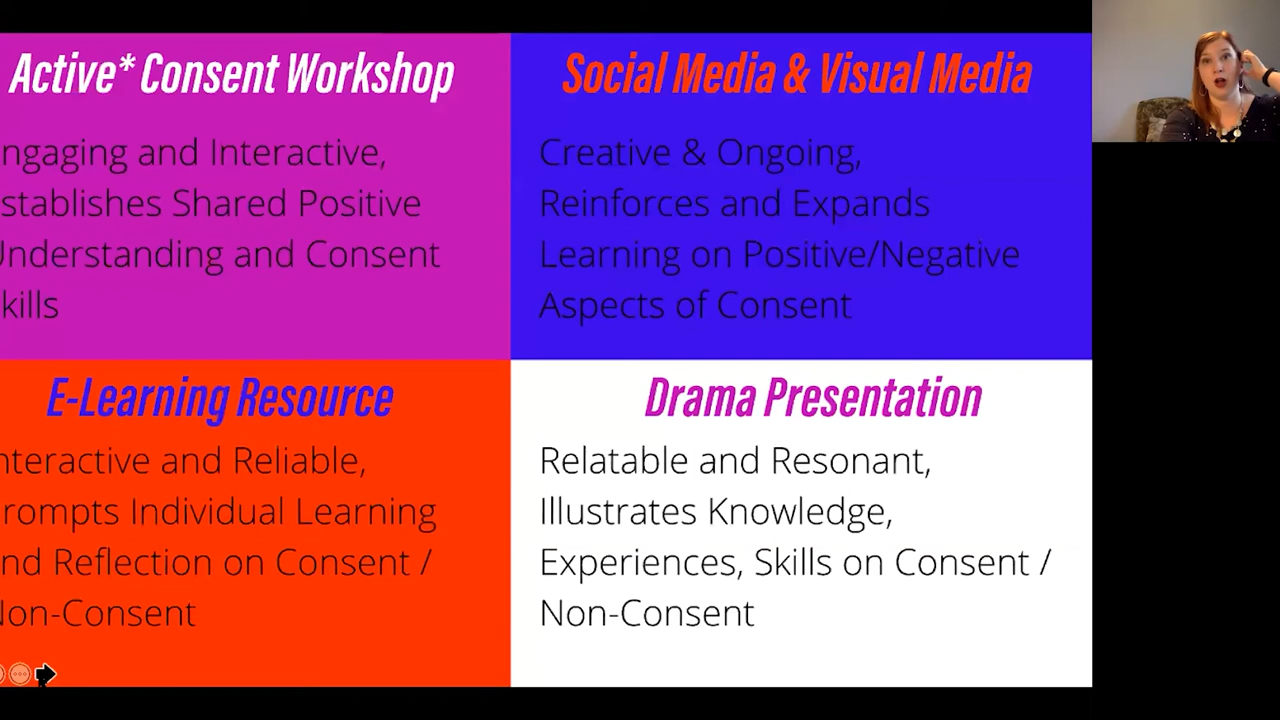 Active* Consent Workshop
ngaging and Interactive,
stablishes Shared Positive
Understanding and Consent
kills
Social Media & Visual Media
Creative & Ongoing,
Reinforces and Expands
Learning on Positive/Negative
Aspects of Consent
E-Learning Resource
nteractive and Reliable,
rompts Individual Learning
nd Reflection on Consent /
Non-Consent
Drama Presentation
Relatable and Resonant,
Illustrates Knowledge,
Experiences, Skills on Consent /
Non-Consent